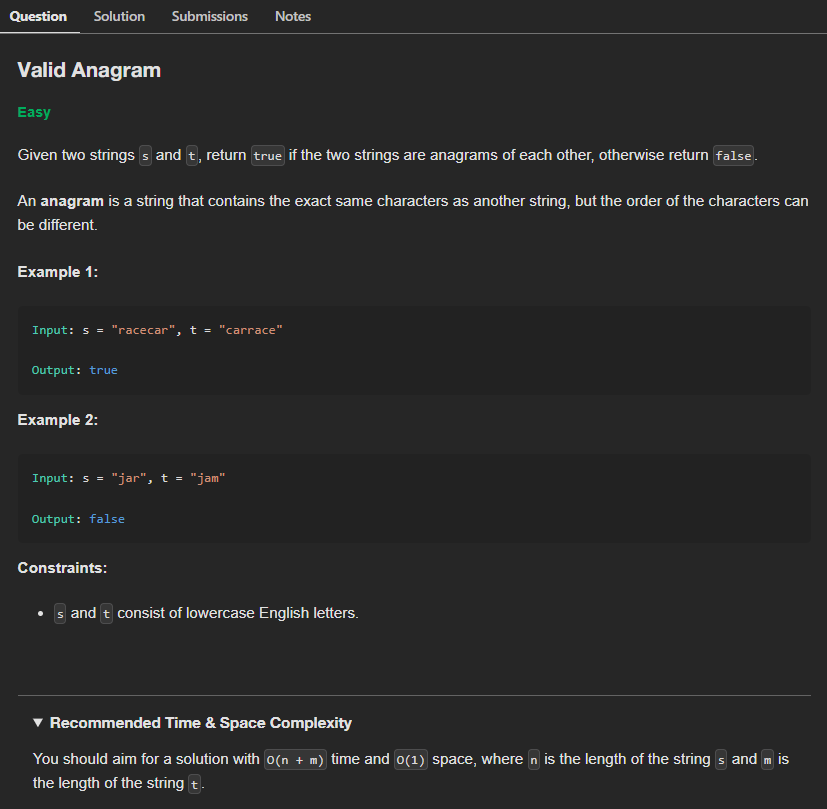 Question Solution Submissions Notes
Valid Anagram
Easy
Given two strings s and t, return true if the two strings are anagrams of each other, otherwise return false.
An anagram is a string that contains the exact same characters as another string, but the order of the characters can
be different.
Example 1:
Input: s = "racecar", t = "carrace"
Output: true
Example 2:
Input: s = "jar", t = "jam"
Output: false
Constraints:
• s and t consist of lowercase English letters.
▼ Recommended Time & Space Complexity
You should aim for a solution with O(n + m) time and O(1) space, where n is the length of the string s and m is
the length of the string t.